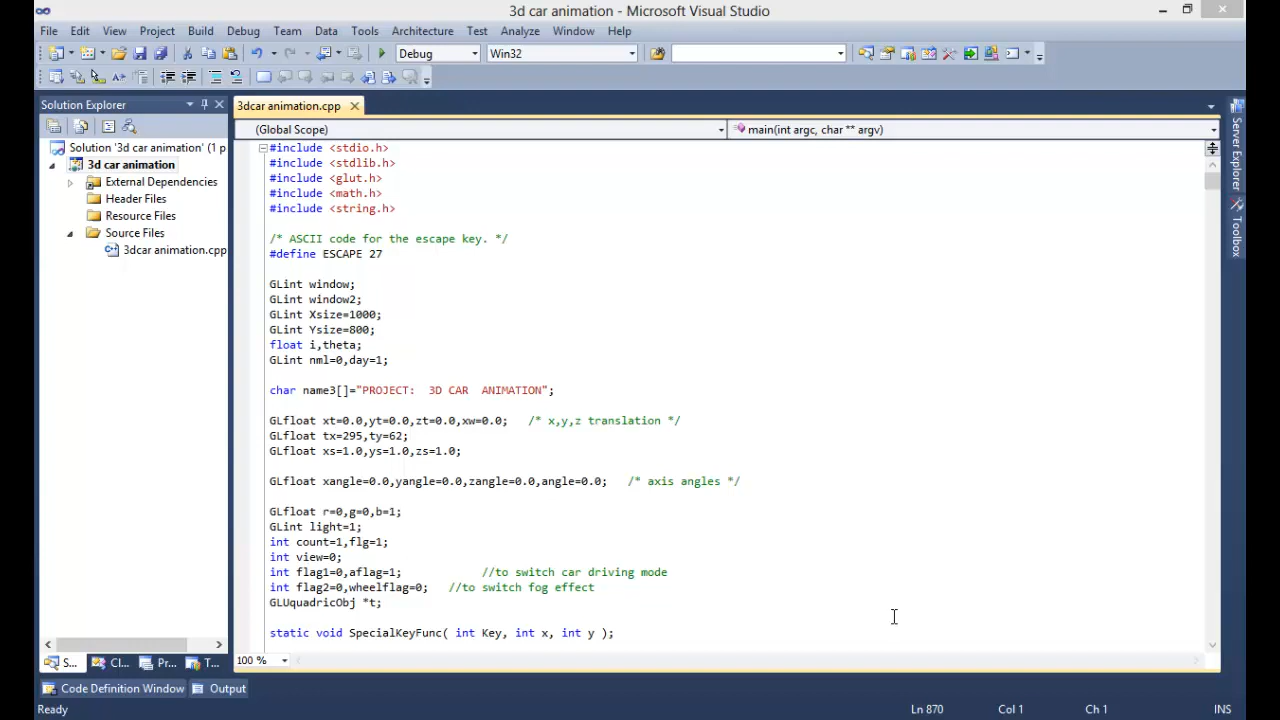 3d car animation - Microsoft Visual Studio
File Edit View Project Build Debug Team Data Tools Architecture Test Analyze Window Help
Debug Win32
Solution Explorer
3dcar animation.cpp
(Global Scope) main(int argc, char ** argv)
Solution '3d car animation' (1 p
3d car animation
External Dependencies
Header Files
Resource Files
Source Files
3dcar animation.cpp
#include <stdio.h>
#include <stdlib.h>
#include <glut.h>
#include <math.h>
#include <string.h>
/* ASCII code for the escape key. */
#define ESCAPE 27
GLint window;
GLint window2;
GLint Xsize=1000;
GLint Ysize=800;
float i,theta;
GLint nml=0,day=1;
char name3[]="PROJECT:  3D CAR  ANIMATION";
GLfloat xt=0.0,yt=0.0,zt=0.0,xw=0.0;   /* x,y,z translation */
GLfloat tx=295,ty=62;
GLfloat xs=1.0,ys=1.0,zs=1.0;
GLfloat xangle=0.0,yangle=0.0,zangle=0.0,angle=0.0;   /* axis angles */
GLfloat r=0,g=0,b=1;
GLint light=1;
int count=1,flg=1;
int view=0;
int flag1=0,aflag=1;            //to switch car driving mode
int flag2=0,wheelflag=0;   //to switch fog effect
GLUquadricObj *t;
static void SpecialKeyFunc( int Key, int x, int y );
Server Explorer
Toolbox
100 %
S... Cl... Pr... T...
Code Definition Window Output
Ready Ln 870 Col 1 Ch 1 INS